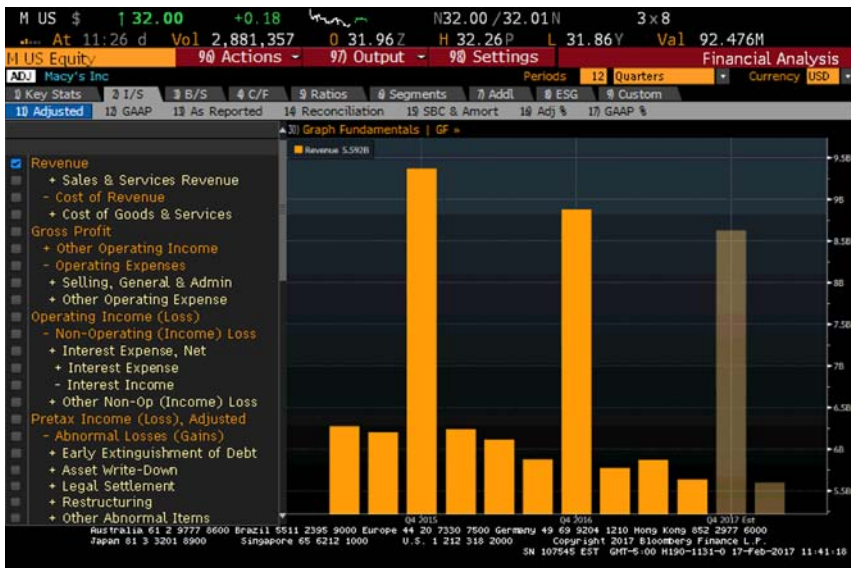 M US $ ↑ 32.00 +0.18 N32.00 / 32.01N 3×8
At 11:26 d Vol 2,881,357 O 31.96Z H 32.26P L 31.86Y Val 92.476M
M US Equity 96) Actions 97) Output 98) Settings Financial Analysis
ADJ Macy's Inc Periods 12 Quarters Currency USD
1) Key Stats 2) I/S 3) B/S 4) C/F 5) Ratios 6) Segments 7) Addl 8) ESG 9) Custom
11) Adjusted 12) GAAP 13) As Reported 14) Reconciliation 15) SBC & Amort 16) Adj % 17) GAAP %
30) Graph Fundamentals | GF »
Revenue 5.592B
Revenue
+ Sales & Services Revenue
- Cost of Revenue
+ Cost of Goods & Services
Gross Profit
+ Other Operating Income
- Operating Expenses
+ Selling, General & Admin
+ Other Operating Expense
Operating Income (Loss)
- Non-Operating (Income) Loss
+ Interest Expense, Net
+ Interest Expense
- Interest Income
+ Other Non-Op (Income) Loss
Pretax Income (Loss), Adjusted
- Abnormal Losses (Gains)
+ Early Extinguishment of Debt
+ Asset Write-Down
+ Legal Settlement
+ Restructuring
+ Other Abnormal Items
9.5B
9B
8.5B
8B
7.5B
7B
6.5B
6B
5.5B
Q4 2015 Q4 2016 Q4 2017 Est
Australia 61 2 9777 8600 Brazil 5511 2395 9000 Europe 44 20 7330 7500 Germany 49 69 9204 1210 Hong Kong 852 2977 6000
Japan 81 3 3201 8900 Singapore 65 6212 1000 U.S. 1 212 318 2000 Copyright 2017 Bloomberg Finance L.P.
SN 107545 EST GMT-5:00 H190-1131-0 17-Feb-2017 11:41:18